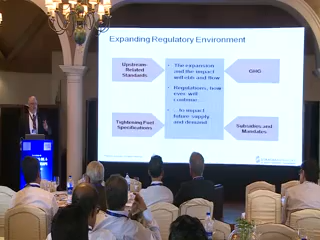 Expanding Regulatory Environment
Upstream-
Related
Standards
The expansion
and the impact
will ebb and flow
Regulations, how
ever will
continue...
... to impact
future supply
and demand
GHG
Tightening Fuel
Specifications
Subsidies and
Mandates